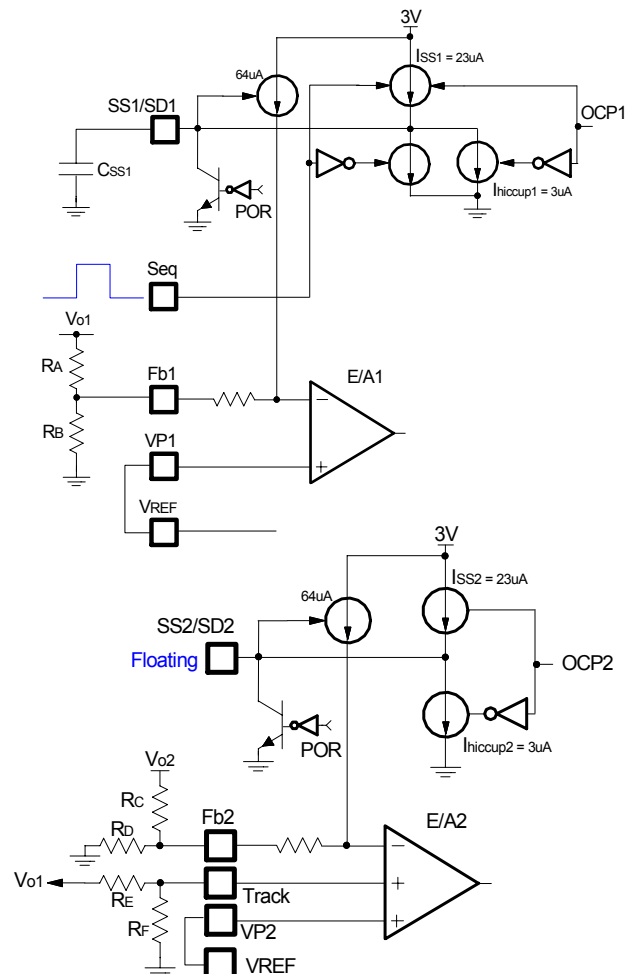 3V
ISS1 = 23uA
64uA
SS1/SD1
OCP1
CSS1
POR
Ihiccup1 = 3uA
Seq
Vo1
RA
Fb1
E/A1
RB
VP1
VREF
3V
ISS2 = 23uA
64uA
SS2/SD2
Floating
OCP2
POR
Ihiccup2 = 3uA
Vo2
RC
Fb2
E/A2
RD
Vo1
RE
Track
RF
VP2
VREF